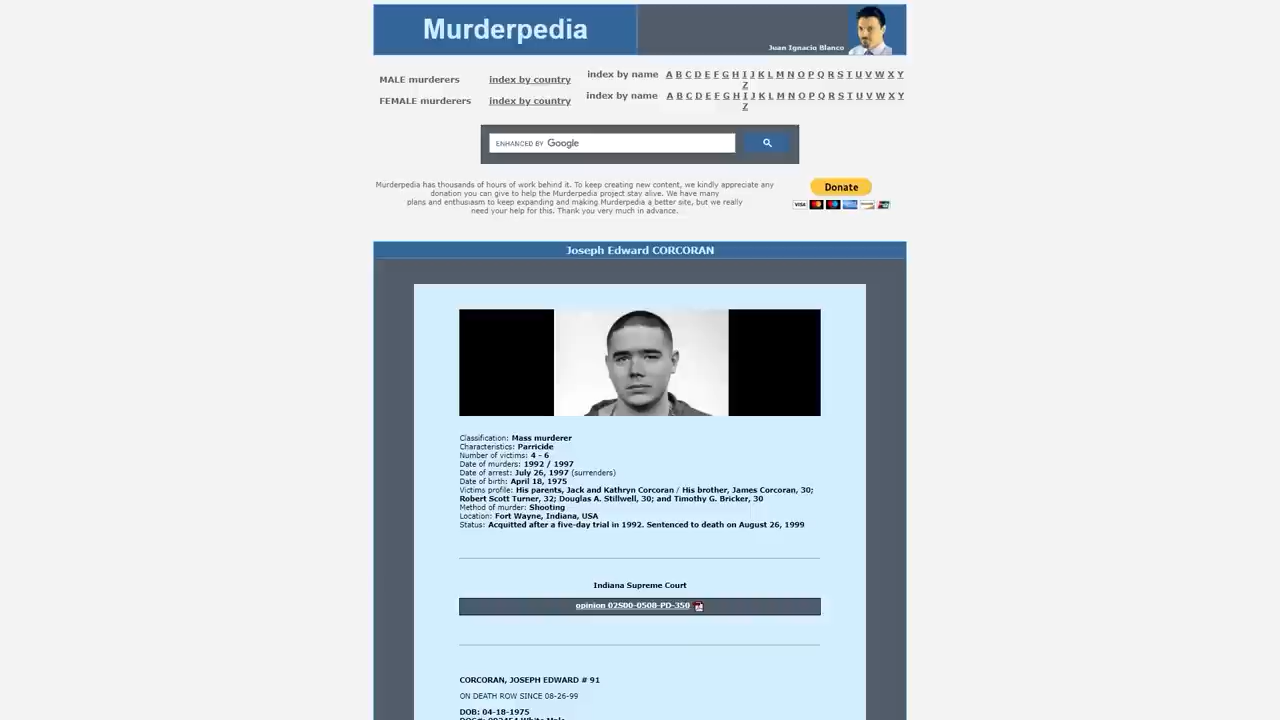 Murderpedia
Juan Ignacio Blanco
MALE murderers index by country index by name A B C D E F G H I J K L M N O P Q R S T U V W X Y
Z
FEMALE murderers index by country index by name A B C D E F G H I J K L M N O P Q R S T U V W X Y
Z
ENHANCED BY Google
Murderpedia has thousands of hours of work behind it. To keep creating new content, we kindly appreciate any
donation you can give to help the Murderpedia project stay alive. We have many
plans and enthusiasm to keep expanding and making Murderpedia a better site, but we really
need your help for this. Thank you very much in advance.
Donate
VISA
Joseph Edward CORCORAN
Classification: Mass murderer
Characteristics: Parricide
Number of victims: 4 - 6
Date of murders: 1992 / 1997
Date of arrest: July 26, 1997 (surrenders)
Date of birth: April 18, 1975
Victims profile: His parents, Jack and Kathryn Corcoran / His brother, James Corcoran, 30;
Robert Scott Turner, 32; Douglas A. Stillwell, 30; and Timothy G. Bricker, 30
Method of murder: Shooting
Location: Fort Wayne, Indiana, USA
Status: Acquitted after a five-day trial in 1992. Sentenced to death on August 26, 1999
Indiana Supreme Court
opinion 02S00-0508-PD-350
CORCORAN, JOSEPH EDWARD # 91
ON DEATH ROW SINCE 08-26-99
DOB: 04-18-1975